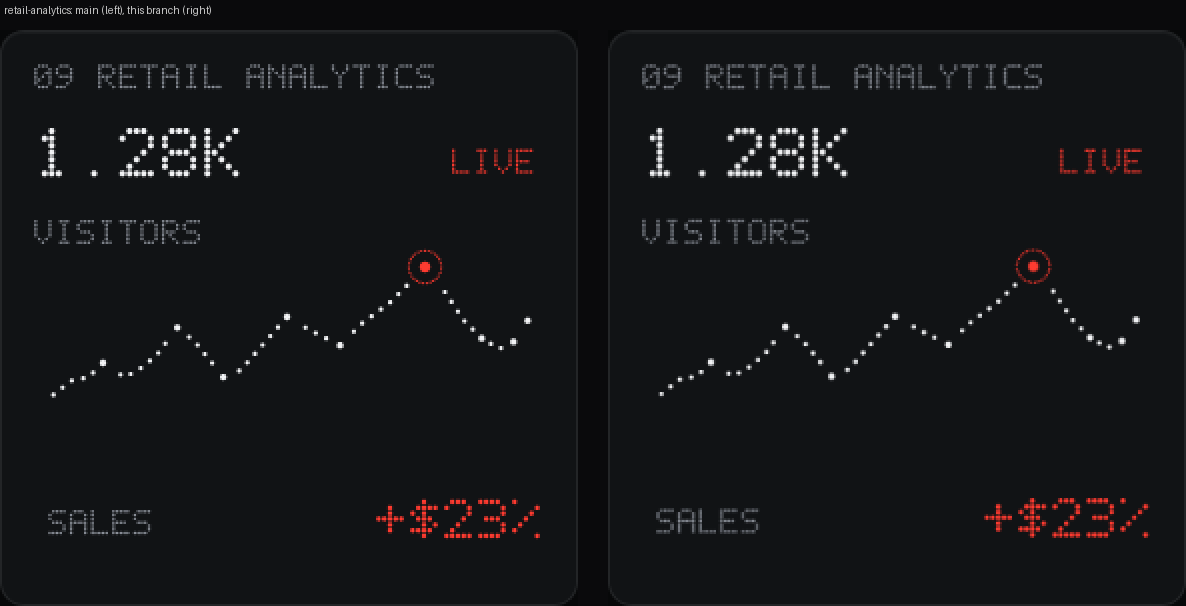 retail-analytics: main (left), this branch (right)
09 RETAIL ANALYTICS
1.28K
LIVE
VISITORS
SALES
+$23%
09 RETAIL ANALYTICS
1.28K
LIVE
VISITORS
SALES
+$23%